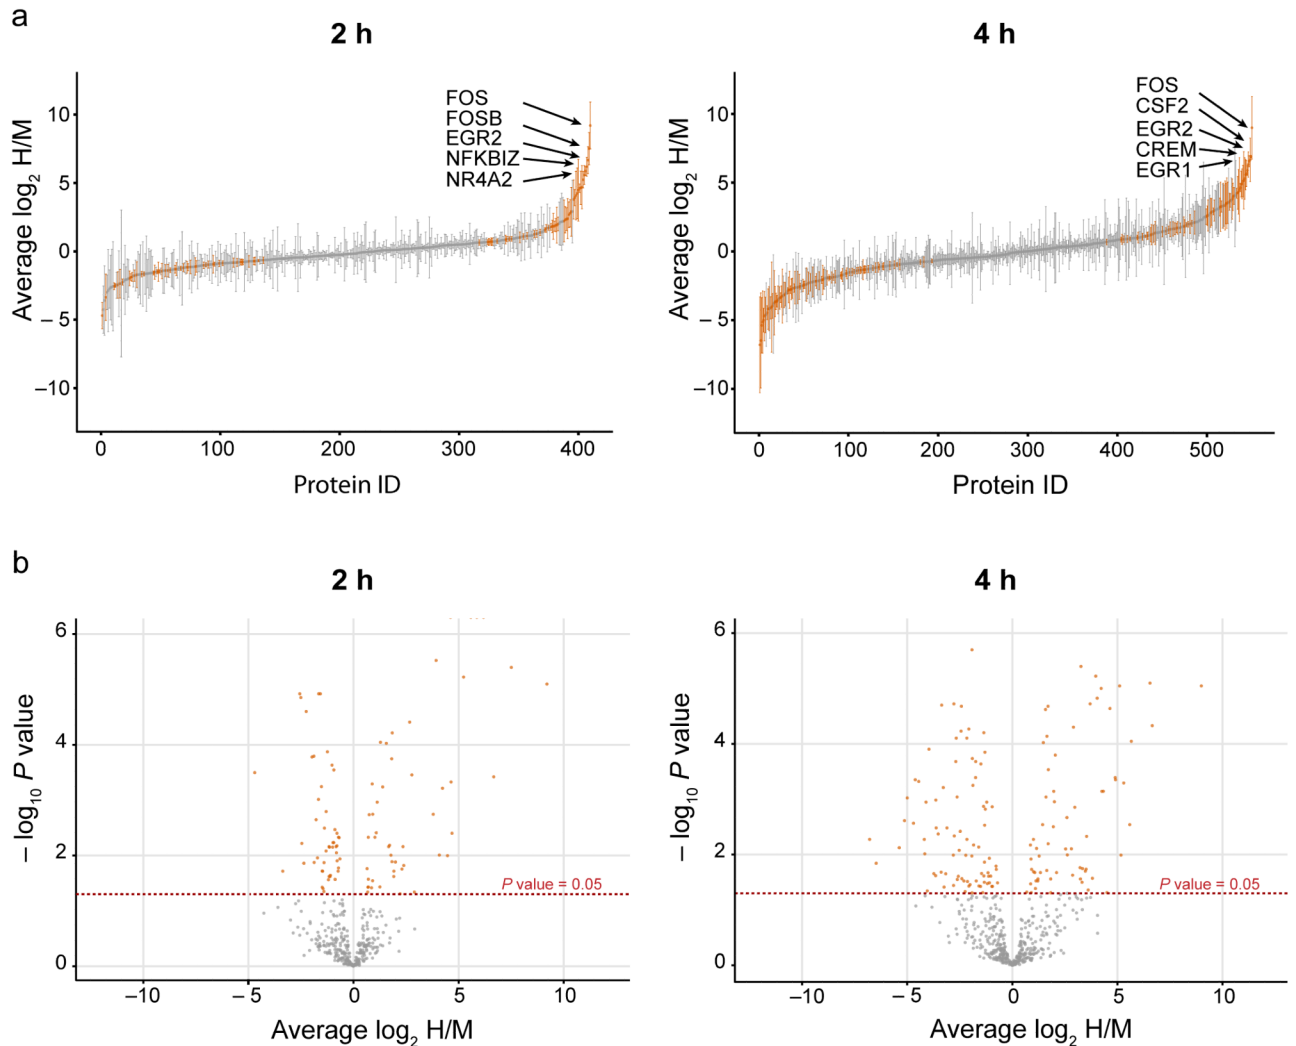 a
2 h
4 h
Average log2 H/M
10
5
0
– 5
–10
FOS
FOSB
EGR2
NFKBIZ
NR4A2
0
100
200
300
400
Protein ID
Average log2 H/M
10
5
0
– 5
–10
FOS
CSF2
EGR2
CREM
EGR1
0
100
200
300
400
500
Protein ID
b
2 h
4 h
– log10 P value
6
4
2
0
P value = 0.05
–10
– 5
0
5
10
Average log2 H/M
– log10 P value
6
4
2
0
P value = 0.05
–10
– 5
0
5
10
Average log2 H/M